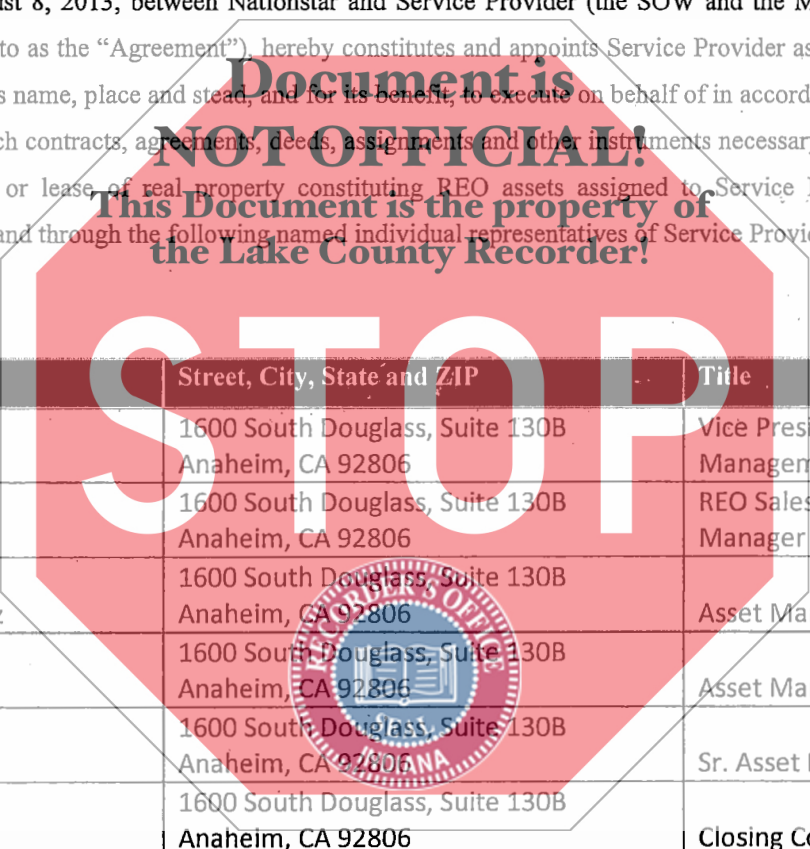 ust 8, 2013, between Nationstar and Service Provider (the SOW and the M
to as the “Agreement”), hereby constitutes and appoints Service Provider as
s name, place and stead, and for its benefit, to execute on behalf of in accord
ch contracts, agreements, deeds, assignments and other instruments necessar
or lease of real property constituting REO assets assigned to Service
and through the following named individual representatives of Service Provi
Document is
NOT OFFICIAL!
This Document is the property of
the Lake County Recorder!
STOP
Street, City, State and ZIP Title
1600 South Douglass, Suite 130B Vice Presi
Anaheim, CA 92806 Managem
1600 South Douglass, Suite 130B REO Sales
Anaheim, CA 92806 Manager
1600 South Douglass, Suite 130B
z Anaheim, CA 92806 Asset Ma
1600 South Douglass, Suite 130B
Anaheim, CA 92806 Asset Ma
1600 South Douglass, Suite 130B
Anaheim, CA 92806 Sr. Asset
1600 South Douglass, Suite 130B
Anaheim, CA 92806 Closing Co
RECORDER'S OFFICE
SEAL
INDIANA